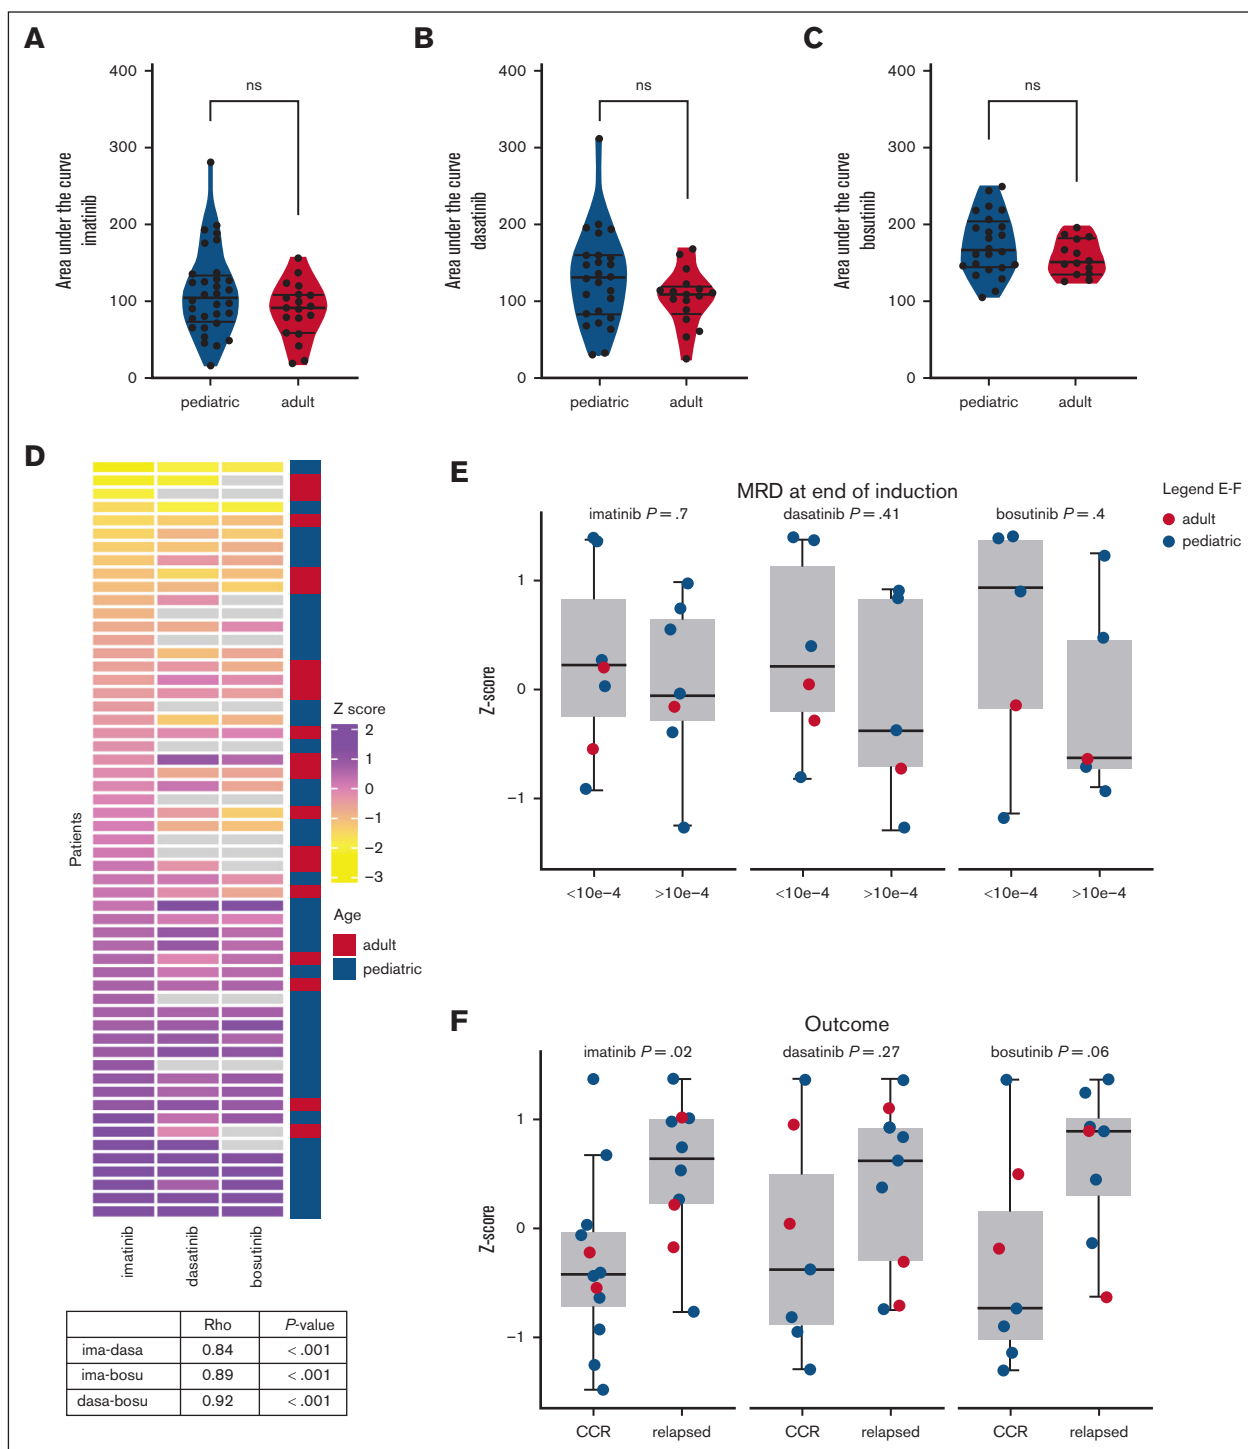 A
400
300
200
100
0
Area under the curve
imatinib
ns
pediatric
adult
B
400
300
200
100
0
Area under the curve
dasatinib
ns
pediatric
adult
C
400
300
200
100
0
Area under the curve
bosutinib
ns
pediatric
adult
D
Patients
imatinib
dasatinib
bosutinib
Z score
2
1
0
−1
−2
−3
Age
adult
pediatric
Rho P-value
ima-dasa 0.84 < .001
ima-bosu 0.89 < .001
dasa-bosu 0.92 < .001
E
MRD at end of induction
imatinib P = .7
dasatinib P = .41
bosutinib P = .4
Z-score
1
0
−1
<10e−4 >10e−4
<10e−4 >10e−4
<10e−4 >10e−4
Legend E-F
adult
pediatric
F
Outcome
imatinib P = .02
dasatinib P = .27
bosutinib P = .06
Z-score
1
0
−1
CCR relapsed
CCR relapsed
CCR relapsed